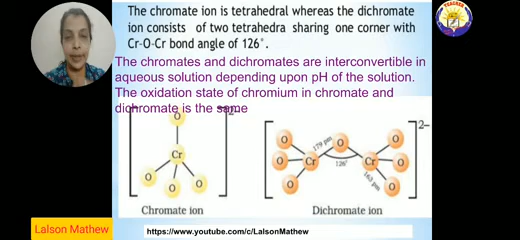 The chromate ion is tetrahedral whereas the dichromate
ion consists of two tetrahedra sharing one corner with
Cr-O-Cr bond angle of 126°.
The chromates and dichromates are interconvertible in
aqueous solution depending upon pH of the solution.
The oxidation state of chromium in chromate and
dichromate is the same
2-
O
Cr
O
O
O
Chromate ion
2-
O
O
Cr
O
179 pm
O
126°
Cr
O
O
O
163 pm
Dichromate ion
TEACHER
Lalson Mathew
https://www.youtube.com/c/LalsonMathew